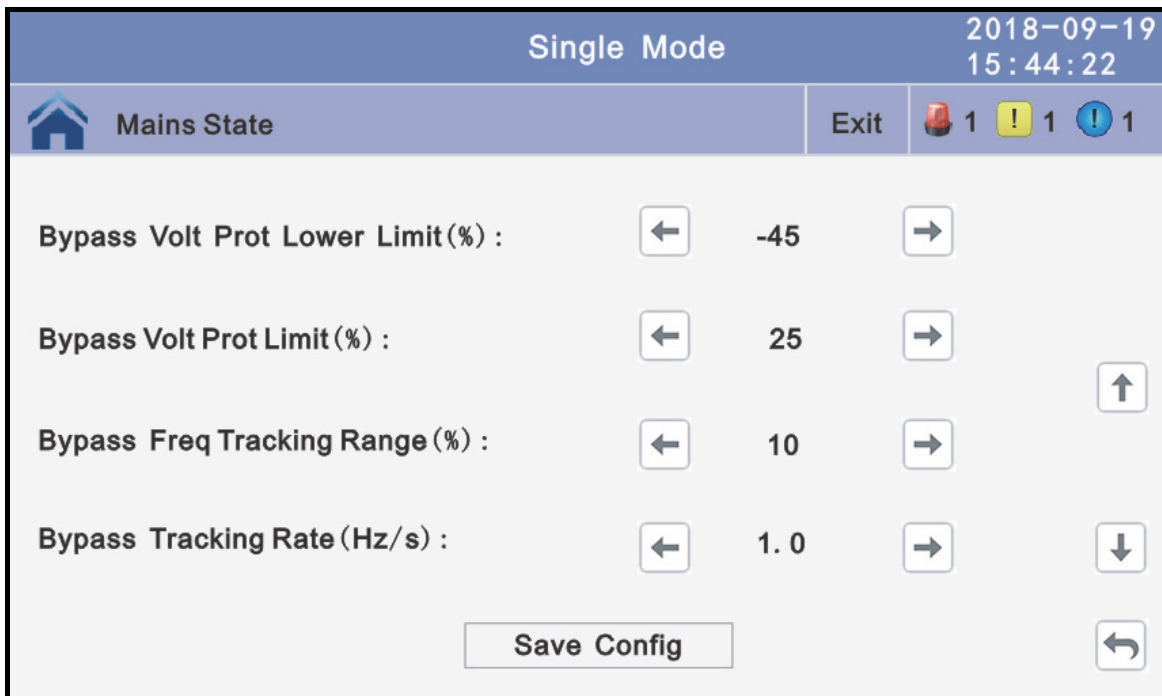 Single Mode
2018-09-19
15:44:22
Mains State
Exit
1
! 1
! 1
Bypass Volt Prot Lower Limit(%) : -45
Bypass Volt Prot Limit(%) : 25
Bypass Freq Tracking Range(%) : 10
Bypass Tracking Rate(Hz/s) : 1.0
Save Config